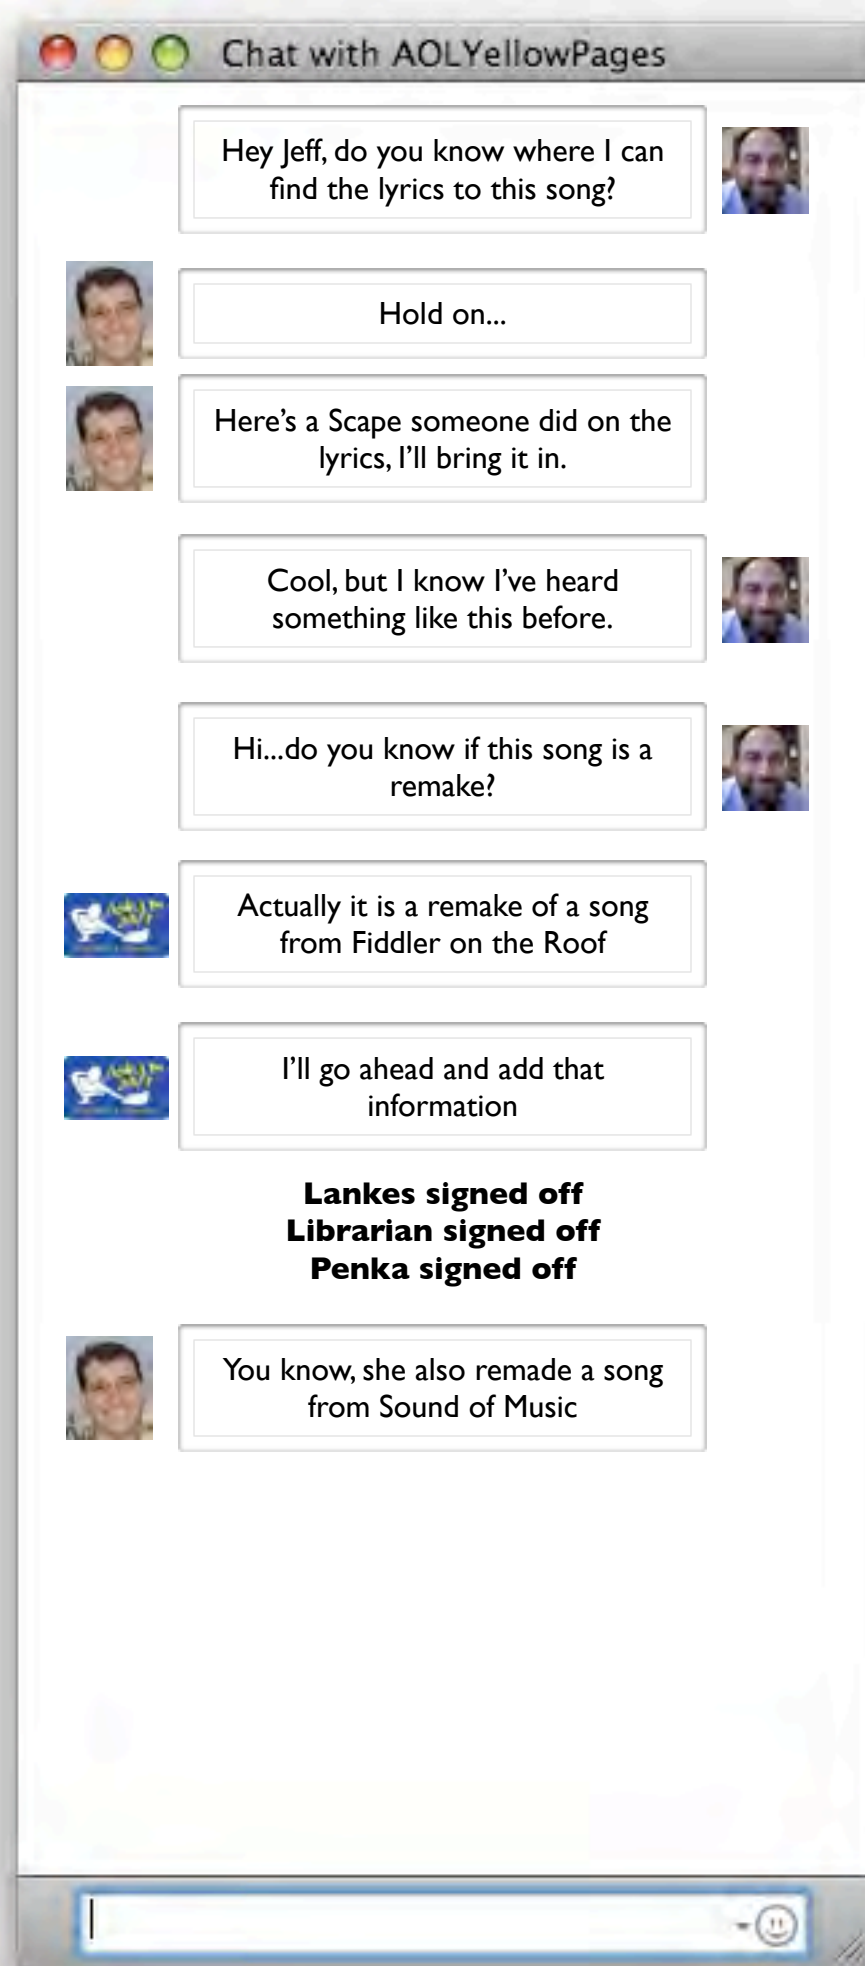 Chat with AOLYellowPages
Hey Jeff, do you know where I can
find the lyrics to this song?
Hold on...
Here's a Scape someone did on the
lyrics, I'll bring it in.
Cool, but I know I've heard
something like this before.
Hi...do you know if this song is a
remake?
Actually it is a remake of a song
from Fiddler on the Roof
I'll go ahead and add that
information
Lankes signed off
Librarian signed off
Penka signed off
You know, she also remade a song
from Sound of Music